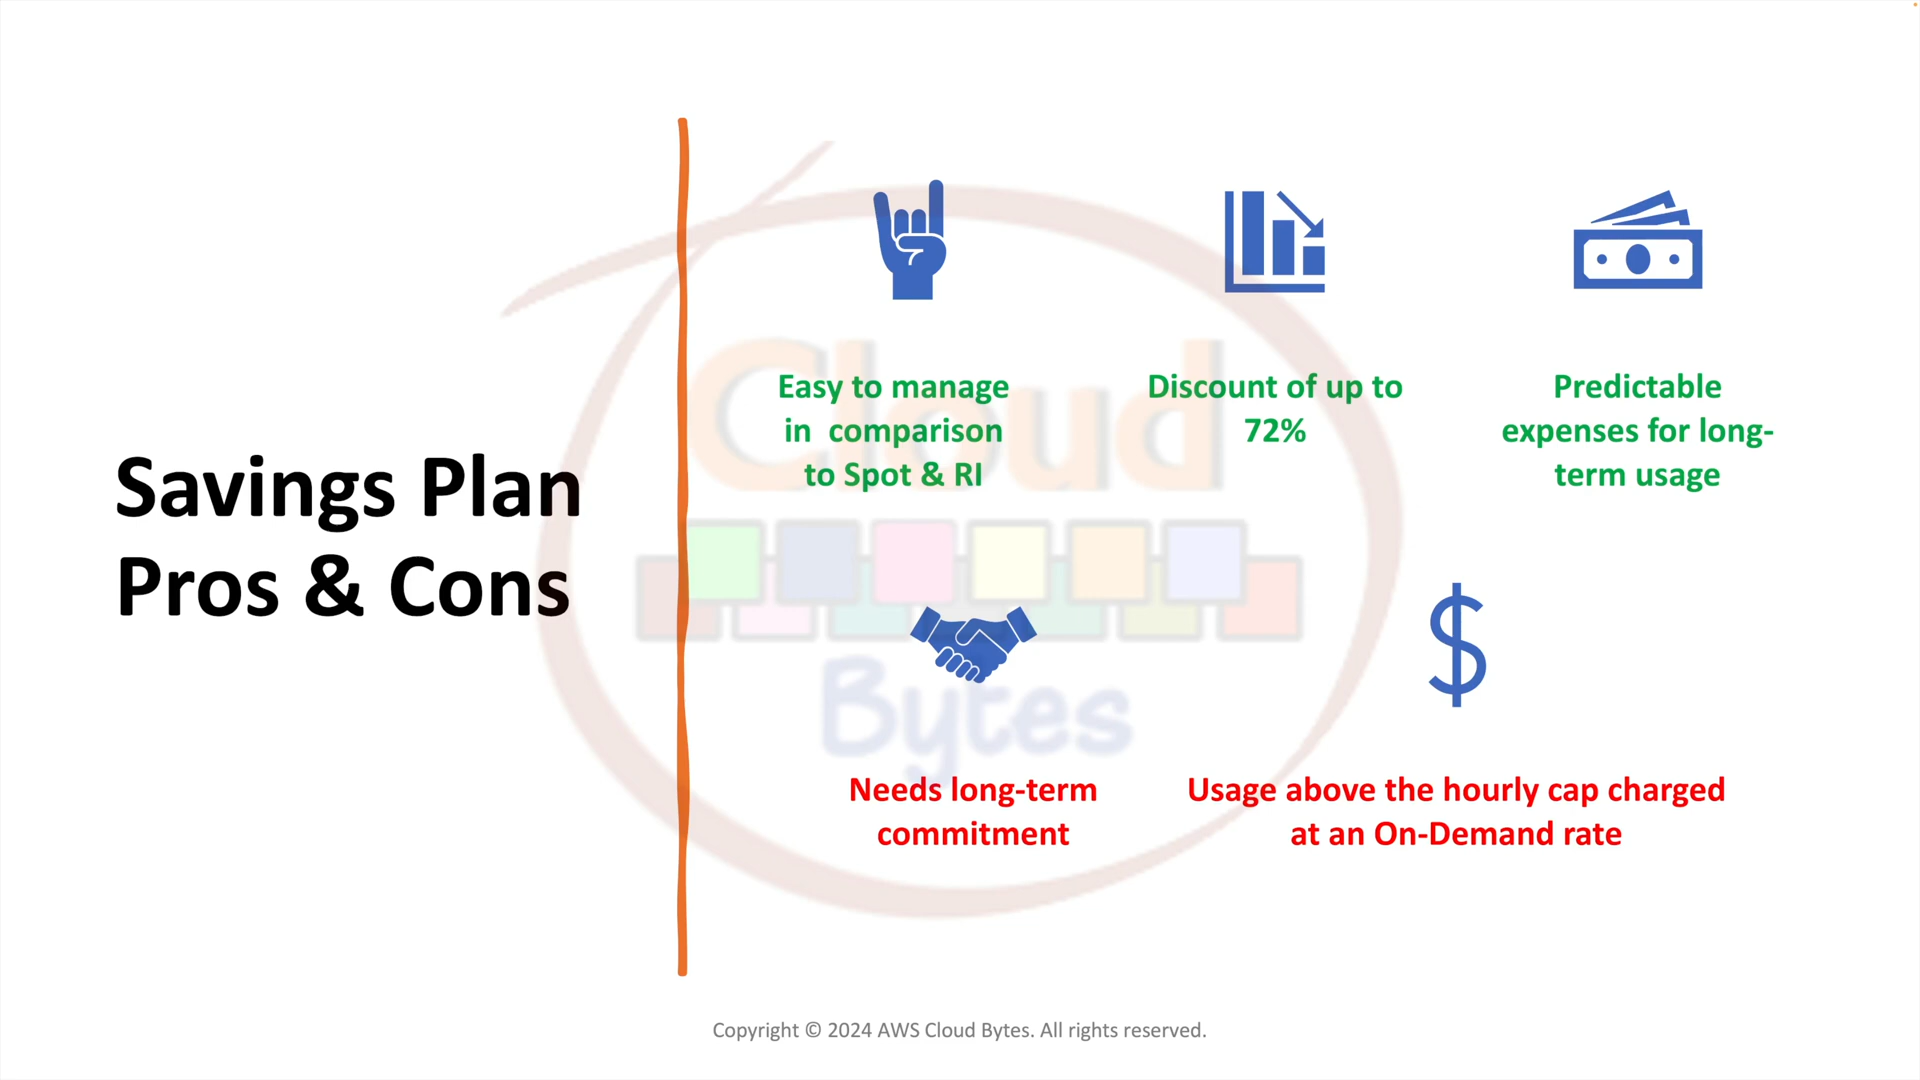 Savings Plan
Pros & Cons
Easy to manage
in  comparison
to Spot & RI
Discount of up to
72%
Predictable
expenses for long-
term usage
Needs long-term
commitment
Usage above the hourly cap charged
at an On-Demand rate
Cloud
Bytes
Copyright © 2024 AWS Cloud Bytes. All rights reserved.